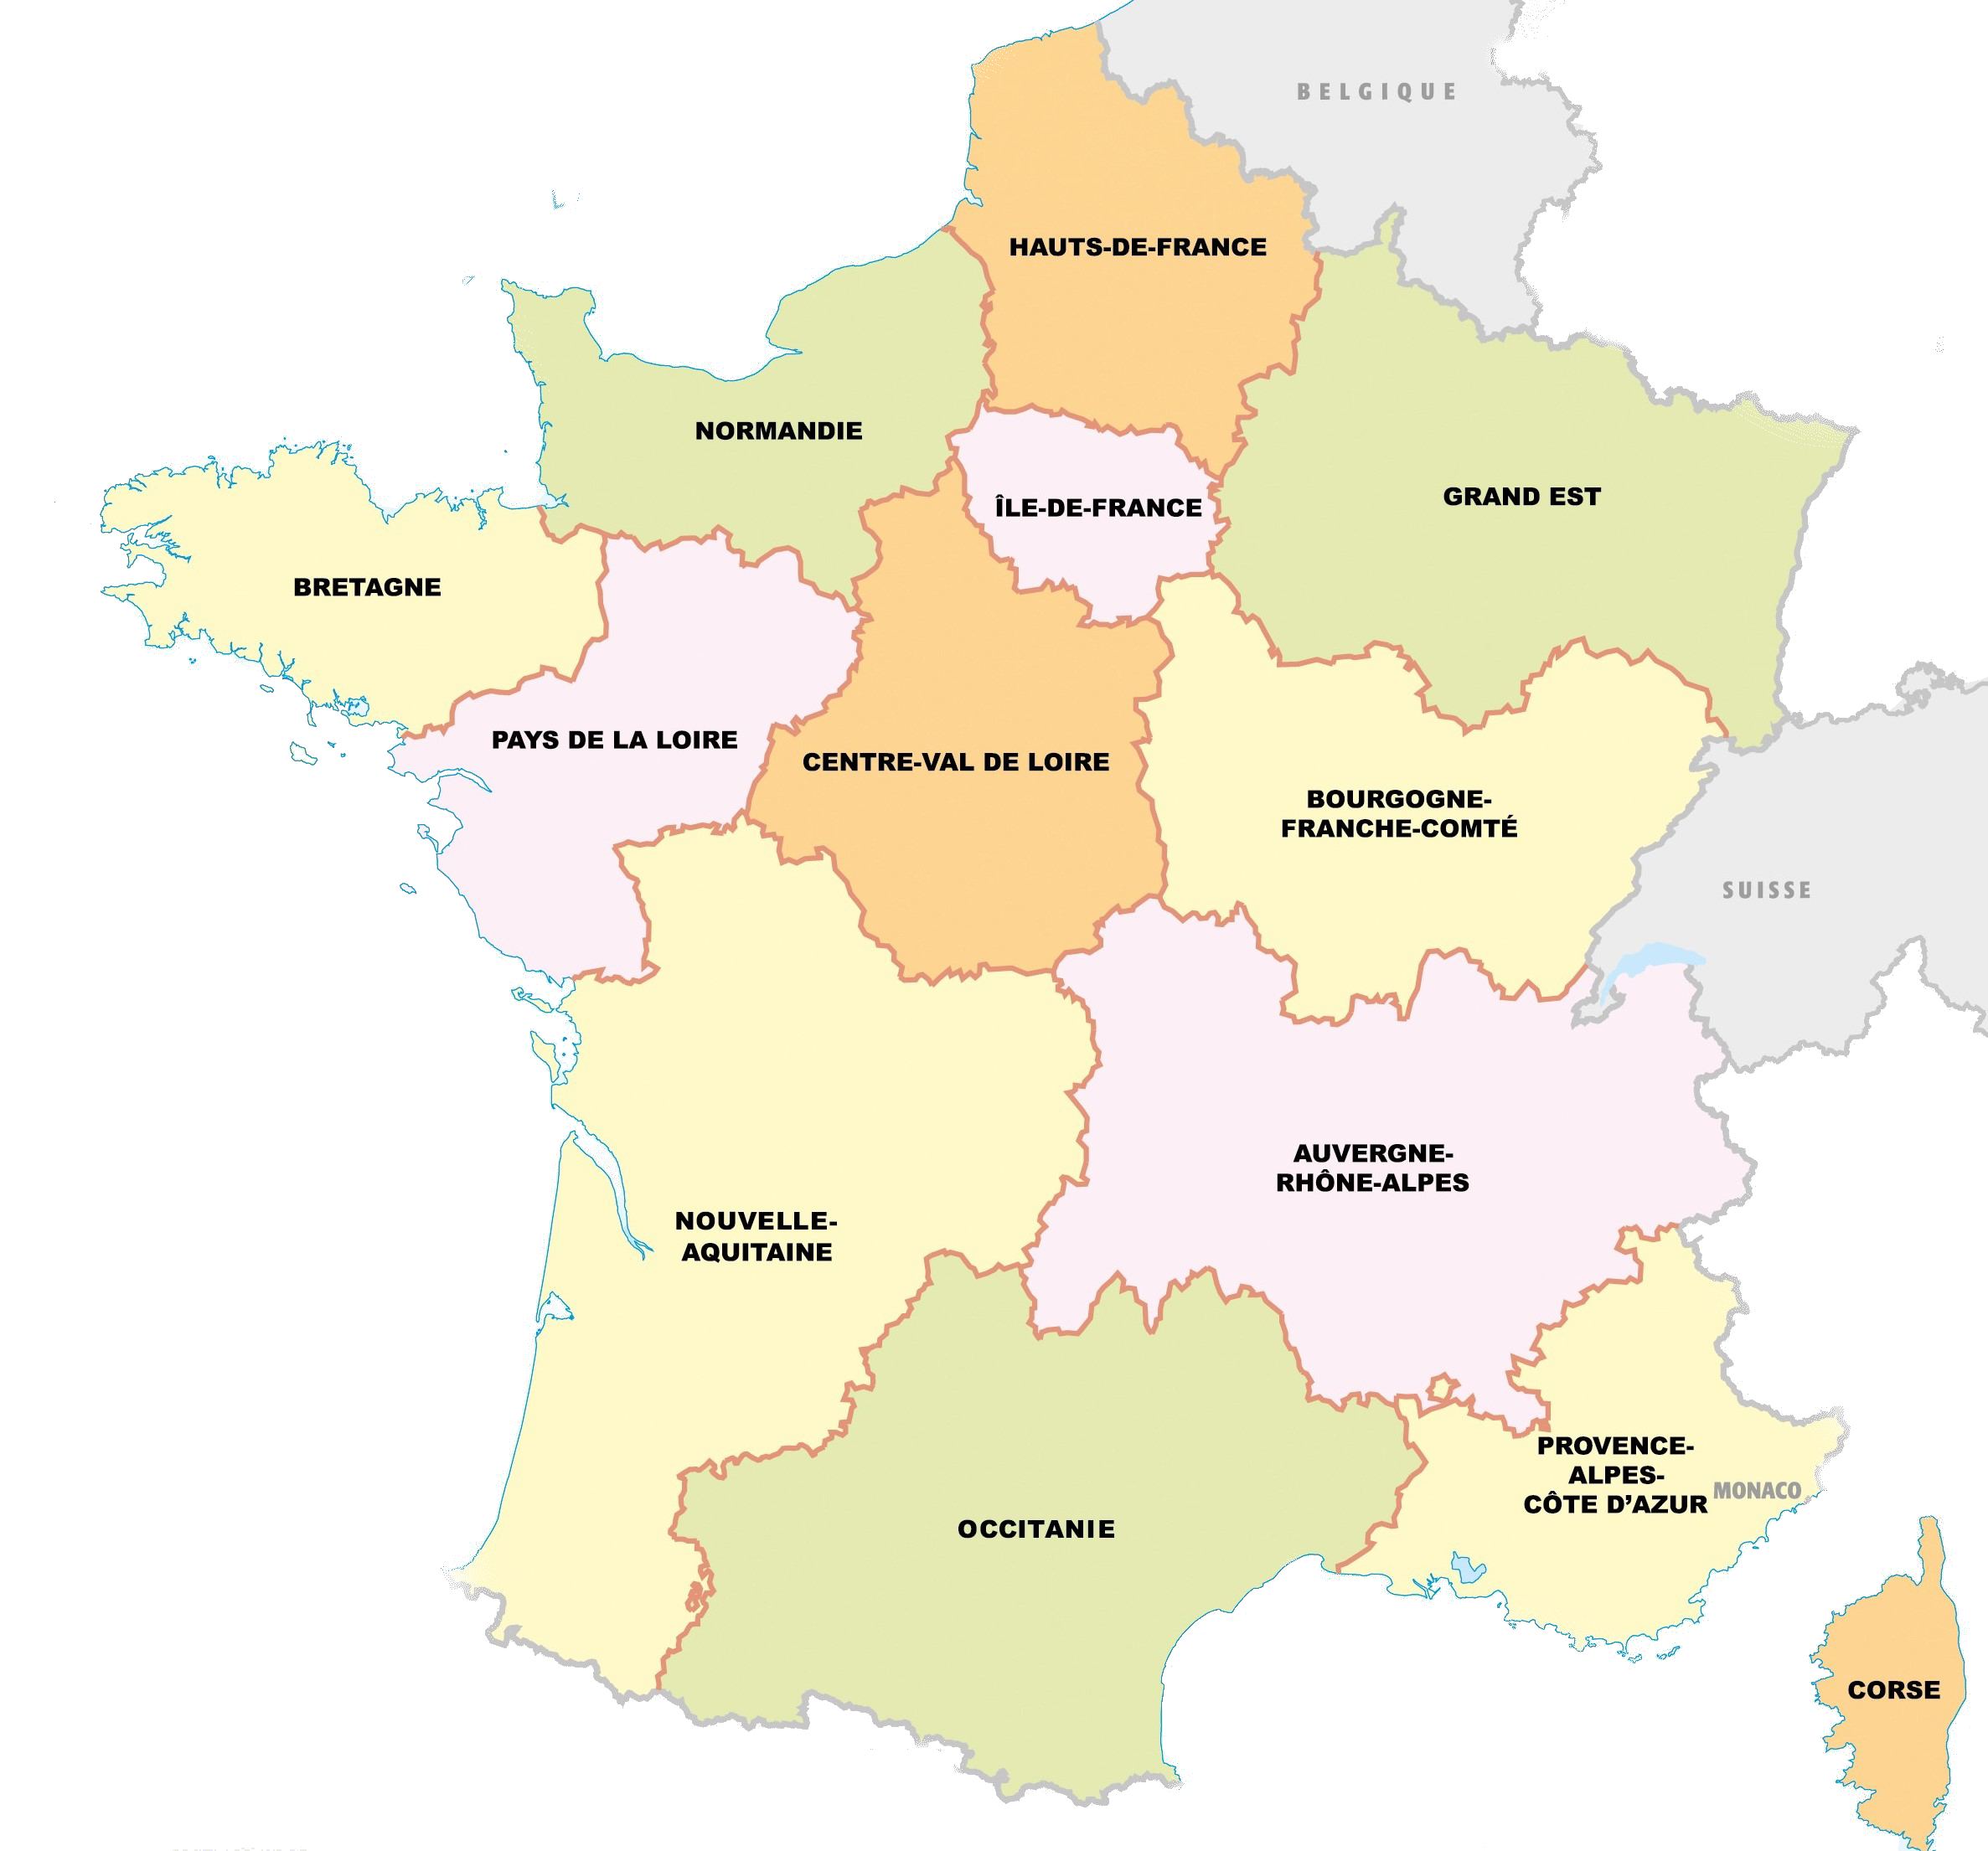 BELGIQUE
HAUTS-DE-FRANCE
NORMANDIE
GRAND EST
ÎLE-DE-FRANCE
BRETAGNE
PAYS DE LA LOIRE
CENTRE-VAL DE LOIRE
BOURGOGNE-
FRANCHE-COMTÉ
SUISSE
AUVERGNE-
RHÔNE-ALPES
NOUVELLE-
AQUITAINE
PROVENCE-
ALPES-
CÔTE D’AZUR
MONACO
OCCITANIE
CORSE